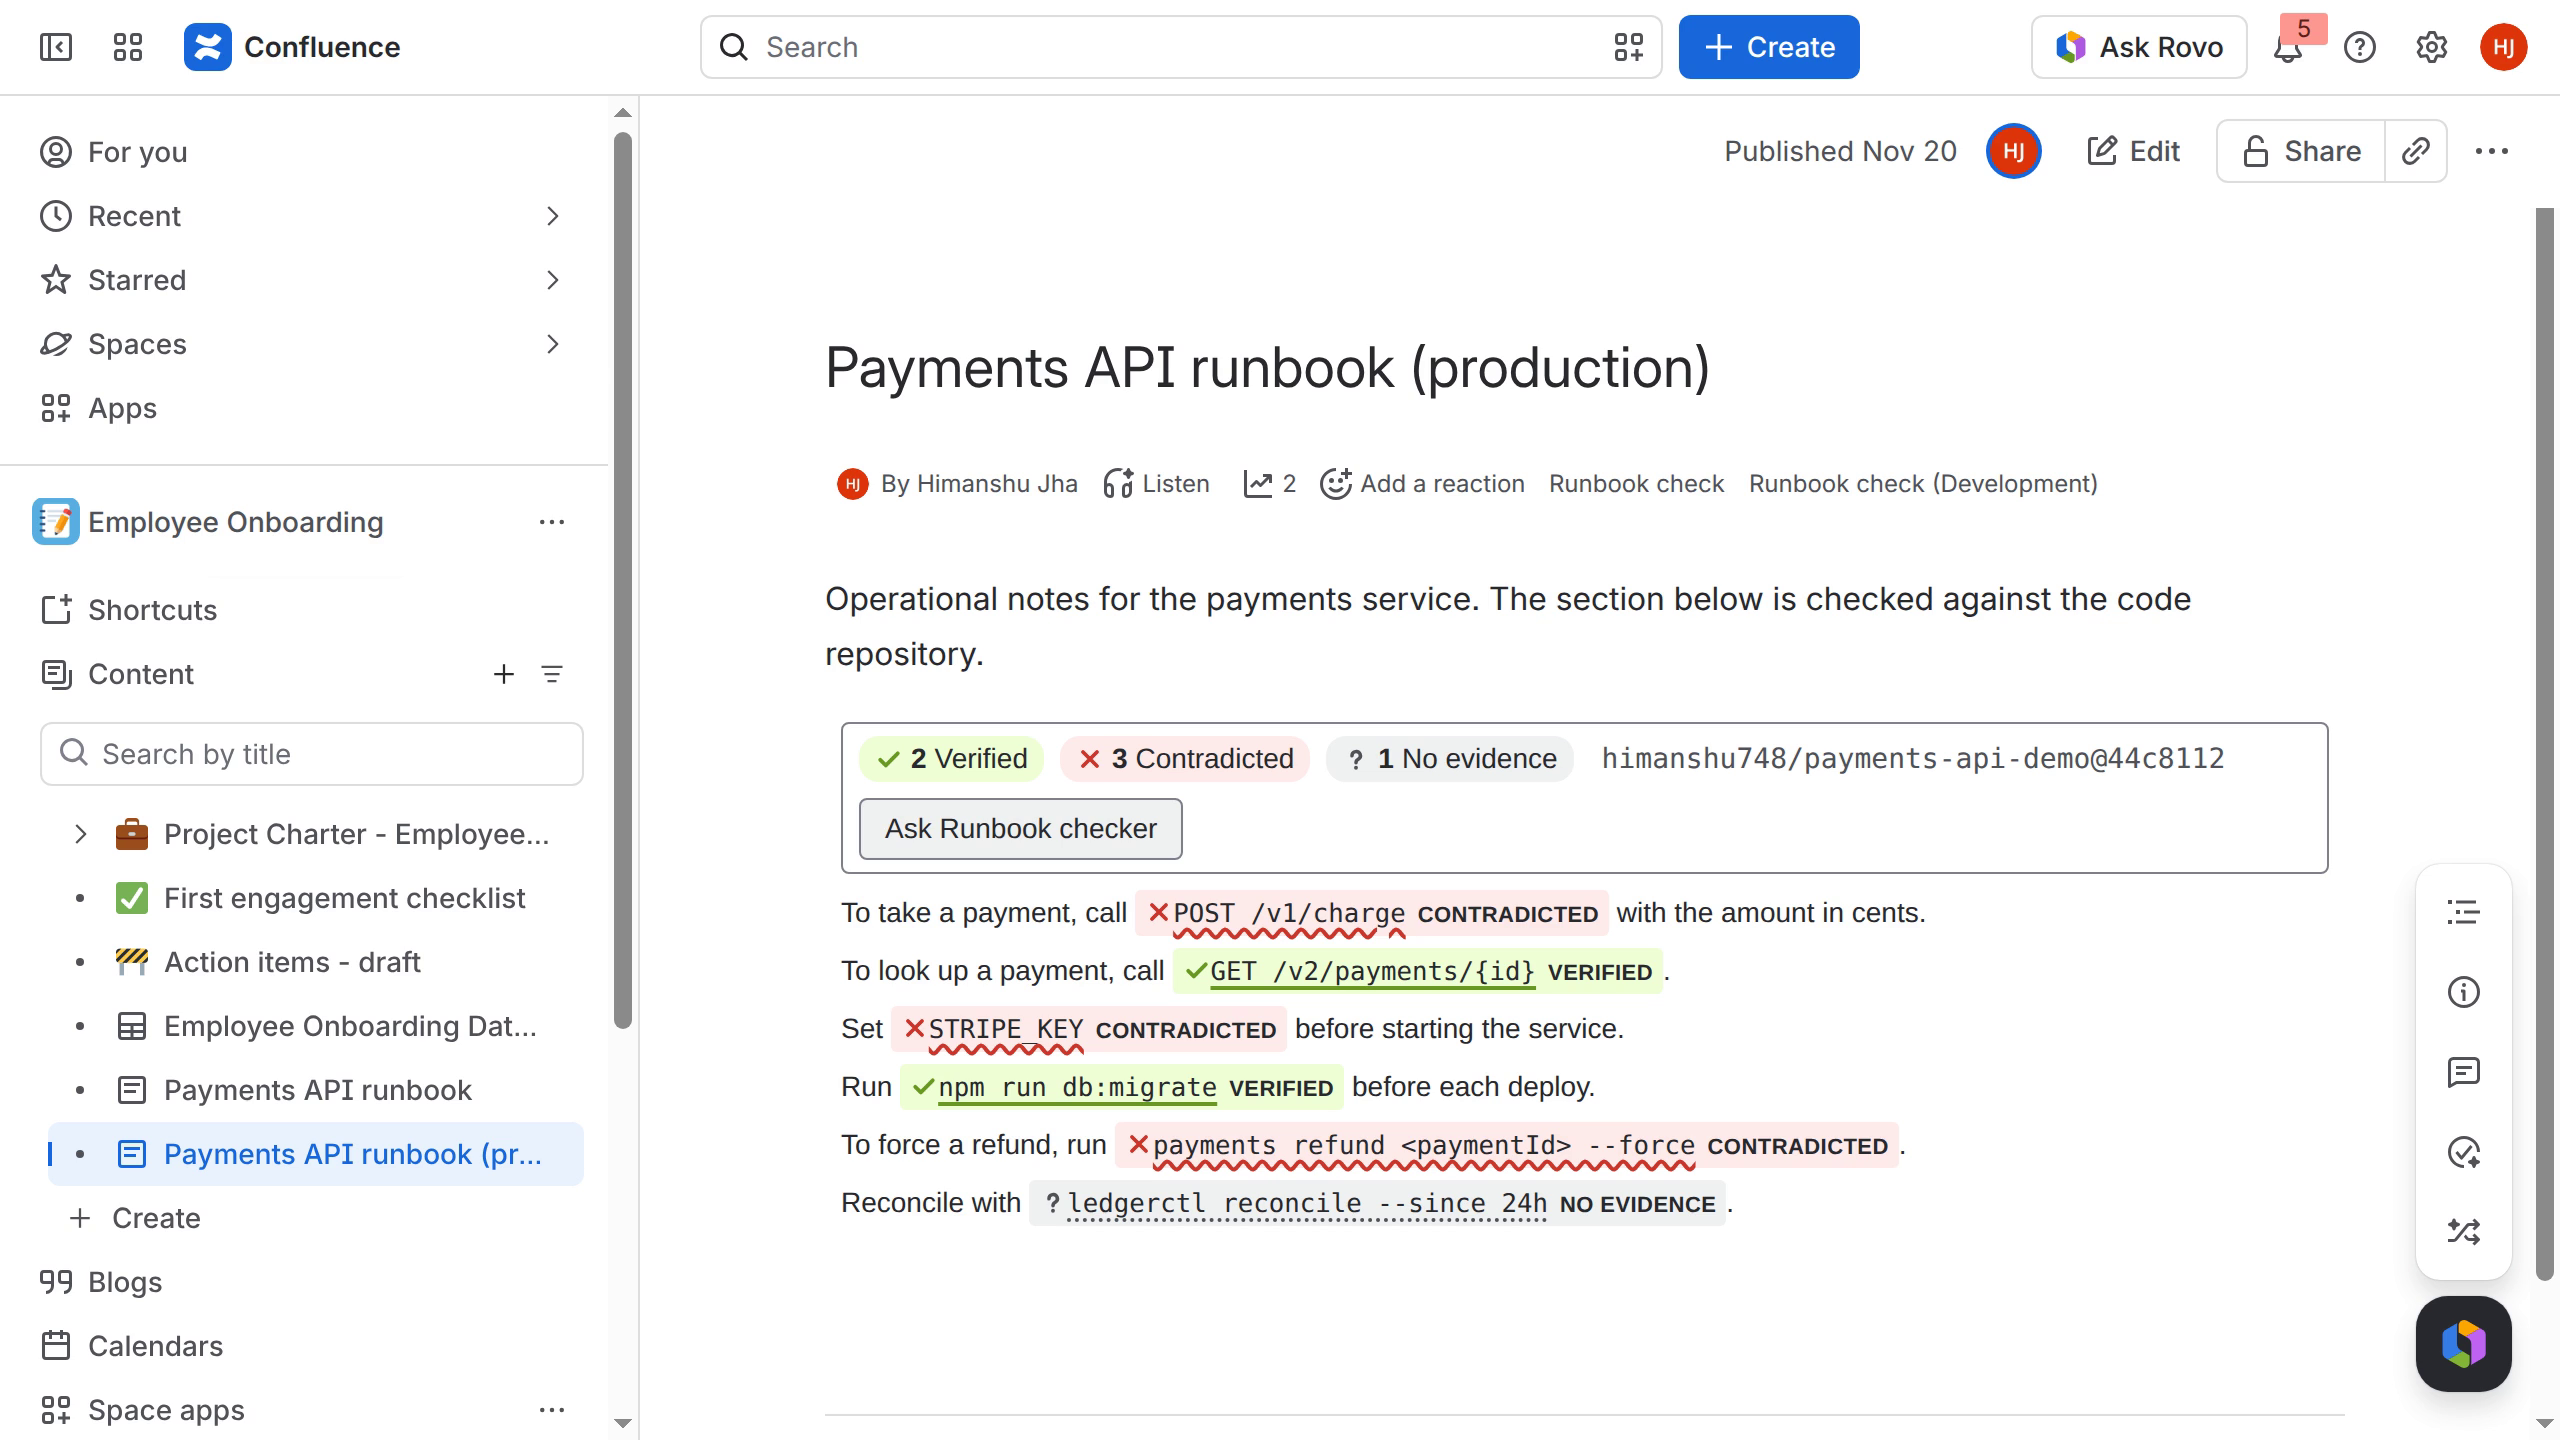 Confluence
Search
Create
Ask Rovo
5
HJ
For you
Recent
Starred
Spaces
Apps
Employee Onboarding
Shortcuts
Content
Search by title
Project Charter - Employee...
First engagement checklist
Action items - draft
Employee Onboarding Dat...
Payments API runbook
Payments API runbook (pr...
Create
Blogs
Calendars
Space apps
Published Nov 20
HJ
Edit
Share
Payments API runbook (production)
HJ By Himanshu Jha Listen 2 Add a reaction Runbook check Runbook check (Development)
Operational notes for the payments service. The section below is checked against the code
repository.
2 Verified 3 Contradicted ? 1 No evidence himanshu748/payments-api-demo@44c8112
Ask Runbook checker
To take a payment, call POST /v1/charge CONTRADICTED with the amount in cents.
To look up a payment, call GET /v2/payments/{id} VERIFIED.
Set STRIPE_KEY CONTRADICTED before starting the service.
Run npm run db:migrate VERIFIED before each deploy.
To force a refund, run payments refund <paymentId> --force CONTRADICTED.
Reconcile with ? ledgerctl reconcile --since 24h NO EVIDENCE.